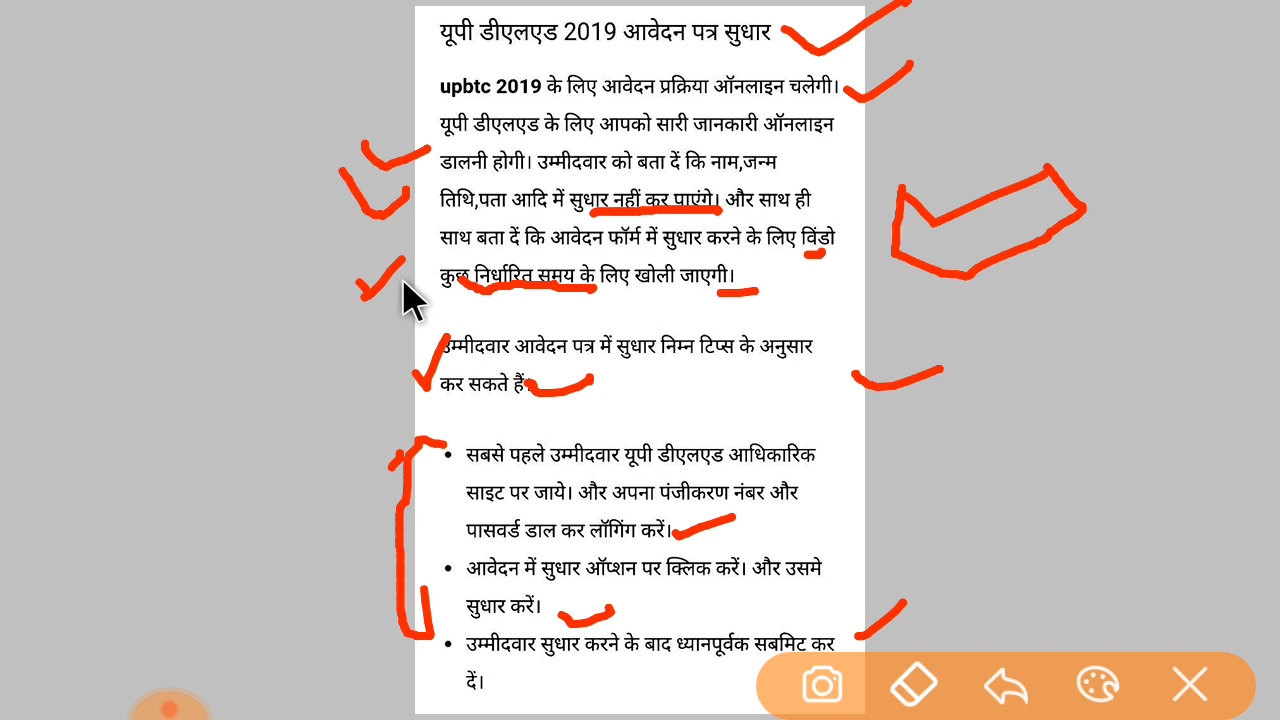 यूपी डीएलएड 2019 आवेदन पत्र सुधार
upbtc 2019 के लिए आवेदन प्रक्रिया ऑनलाइन चलेगी।
यूपी डीएलएड के लिए आपको सारी जानकारी ऑनलाइन
डालनी होगी। उम्मीदवार को बता दें कि नाम,जन्म
तिथि,पता आदि में सुधार नहीं कर पाएंगे। और साथ ही
साथ बता दें कि आवेदन फॉर्म में सुधार करने के लिए विंडो
कुछ निर्धारित समय के लिए खोली जाएगी।
उम्मीदवार आवेदन पत्र में सुधार निम्न टिप्स के अनुसार
कर सकते हैं।
• सबसे पहले उम्मीदवार यूपी डीएलएड आधिकारिक
साइट पर जाये। और अपना पंजीकरण नंबर और
पासवर्ड डाल कर लॉगिंग करें।
• आवेदन में सुधार ऑप्शन पर क्लिक करें। और उसमे
सुधार करें।
• उम्मीदवार सुधार करने के बाद ध्यानपूर्वक सबमिट कर
दें।